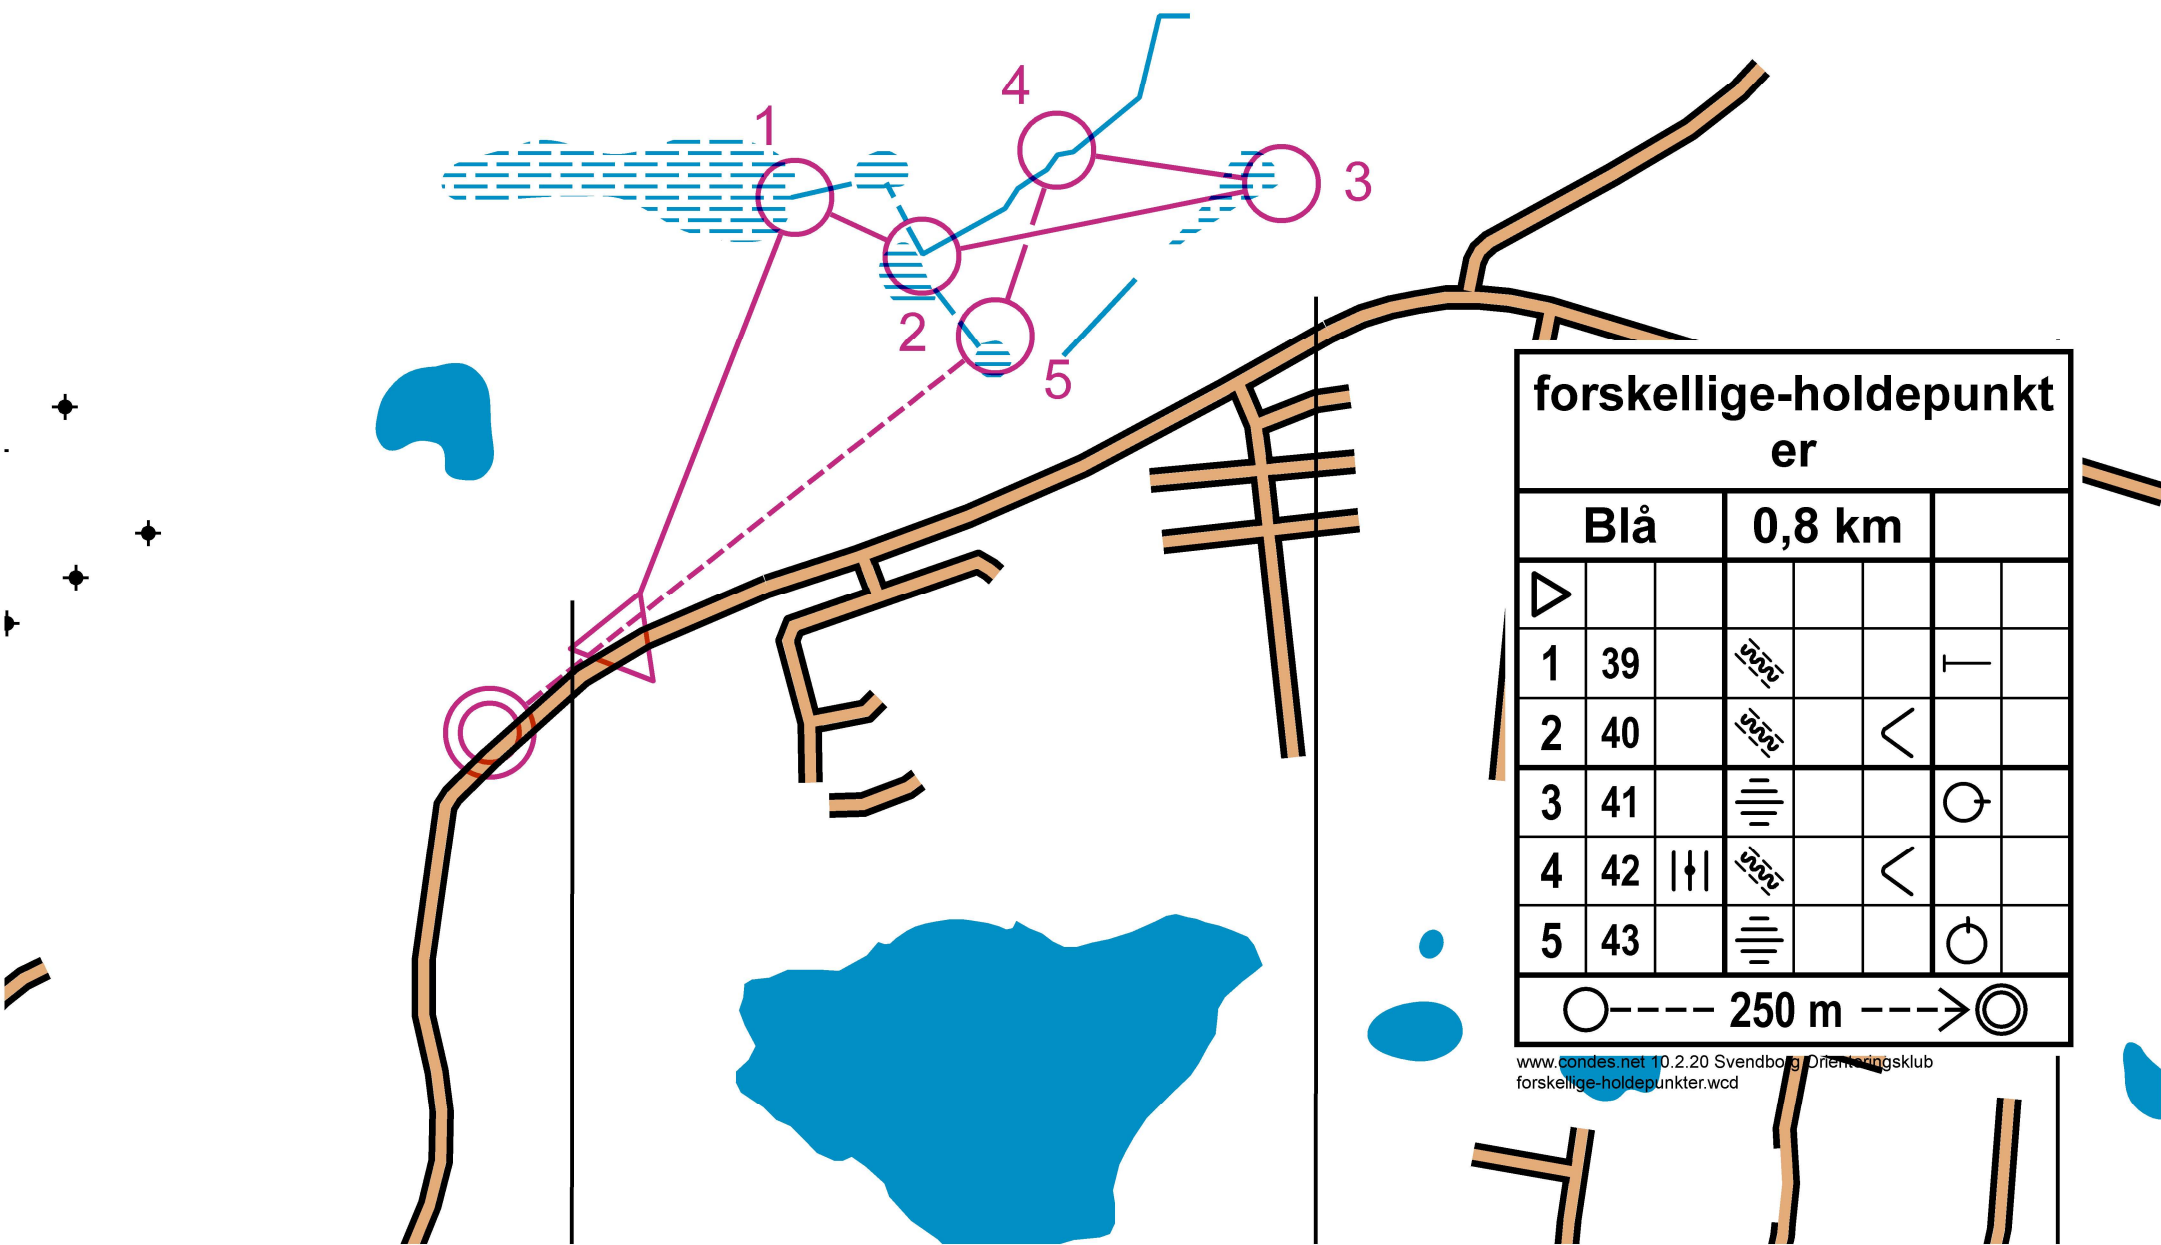 4
1
3
2
5
forskellige-holdepunkt
er
Blå 0,8 km
1 39
2 40
3 41
4 42
5 43
250 m
www.condes.net 10.2.20 Svendborg Orienteringsklub
forskellige-holdepunkter.wcd